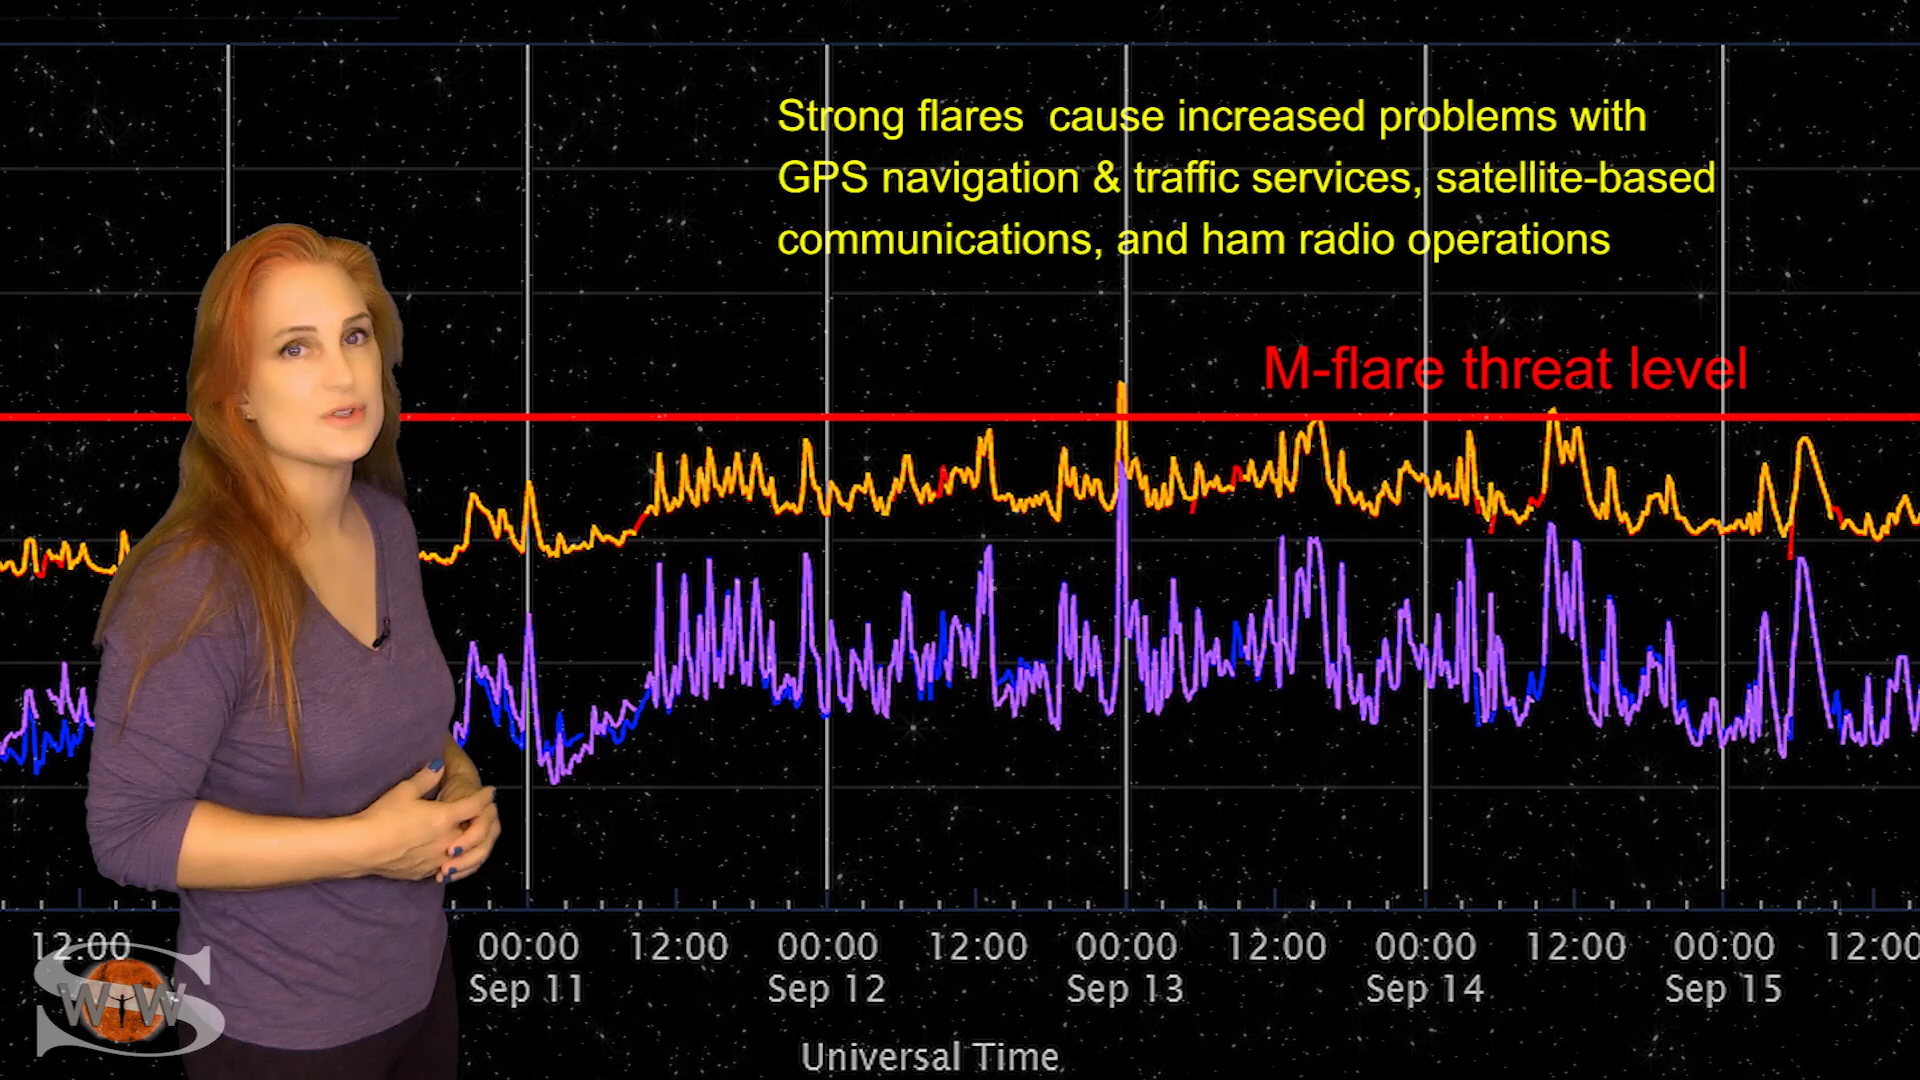 Strong flares  cause increased problems with
GPS navigation & traffic services, satellite-based
communications, and ham radio operations
M-flare threat level
12:00 00:00 12:00 00:00 12:00 00:00 12:00 00:00 12:00 00:00 12:00
Sep 11 Sep 12 Sep 13 Sep 14 Sep 15
S
WTW
Universal Time